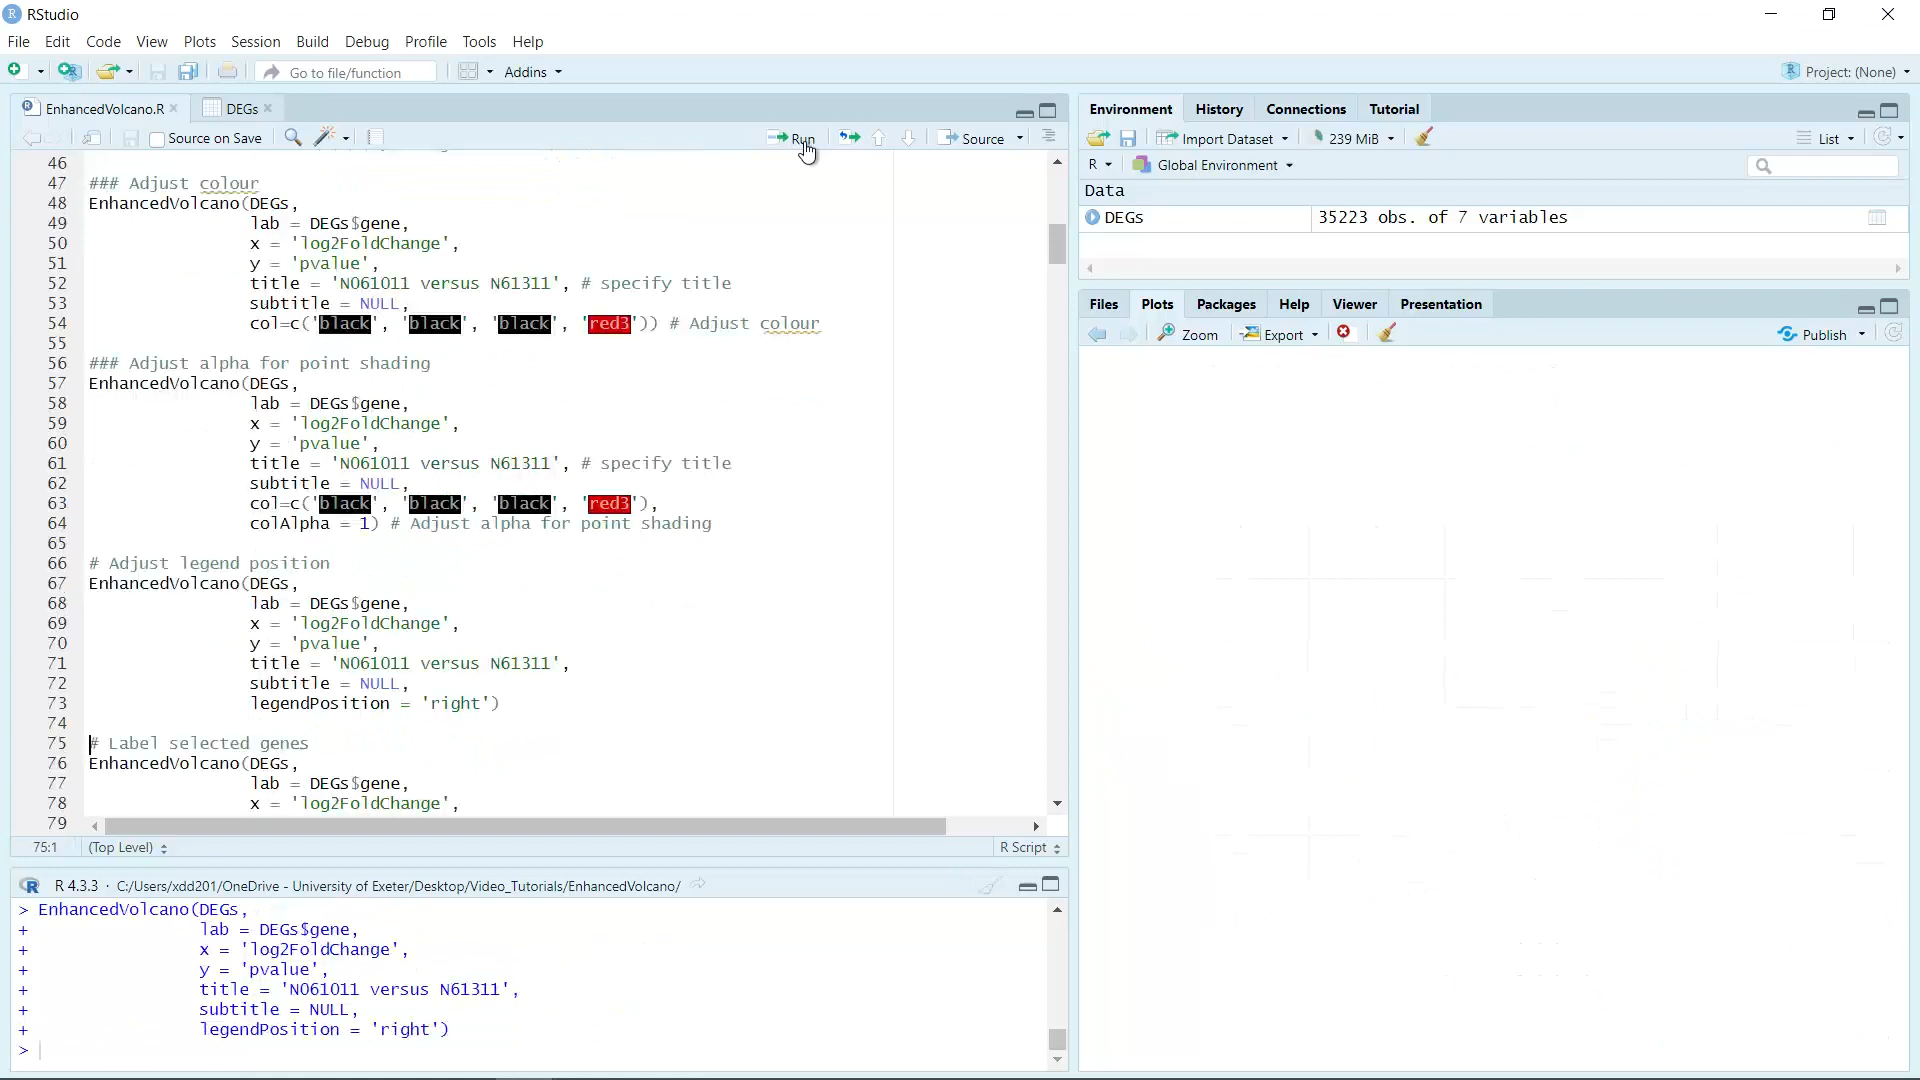 RStudio
File Edit Code View Plots Session Build Debug Profile Tools Help
Go to file/function Addins Project: (None)
EnhancedVolcano.R DEGs
Source on Save Run Source
46
47 ### Adjust colour
48 EnhancedVolcano(DEGs,
49 lab = DEGs$gene,
50 x = 'log2FoldChange',
51 y = 'pvalue',
52 title = 'N061011 versus N61311', # specify title
53 subtitle = NULL,
54 col=c('black', 'black', 'black', 'red3')) # Adjust colour
55
56 ### Adjust alpha for point shading
57 EnhancedVolcano(DEGs,
58 lab = DEGs$gene,
59 x = 'log2FoldChange',
60 y = 'pvalue',
61 title = 'N061011 versus N61311', # specify title
62 subtitle = NULL,
63 col=c('black', 'black', 'black', 'red3'),
64 colAlpha = 1) # Adjust alpha for point shading
65
66 # Adjust legend position
67 EnhancedVolcano(DEGs,
68 lab = DEGs$gene,
69 x = 'log2FoldChange',
70 y = 'pvalue',
71 title = 'N061011 versus N61311',
72 subtitle = NULL,
73 legendPosition = 'right')
74
75 # Label selected genes
76 EnhancedVolcano(DEGs,
77 lab = DEGs$gene,
78 x = 'log2FoldChange',
79
75:1 (Top Level) R Script
R 4.3.3 · C:/Users/xdd201/OneDrive - University of Exeter/Desktop/Video_Tutorials/EnhancedVolcano/
> EnhancedVolcano(DEGs,
+ lab = DEGs$gene,
+ x = 'log2FoldChange',
+ y = 'pvalue',
+ title = 'N061011 versus N61311',
+ subtitle = NULL,
+ legendPosition = 'right')
>
Environment History Connections Tutorial
Import Dataset 239 MiB List
R Global Environment
Data
DEGs 35223 obs. of 7 variables
Files Plots Packages Help Viewer Presentation
Zoom Export Publish